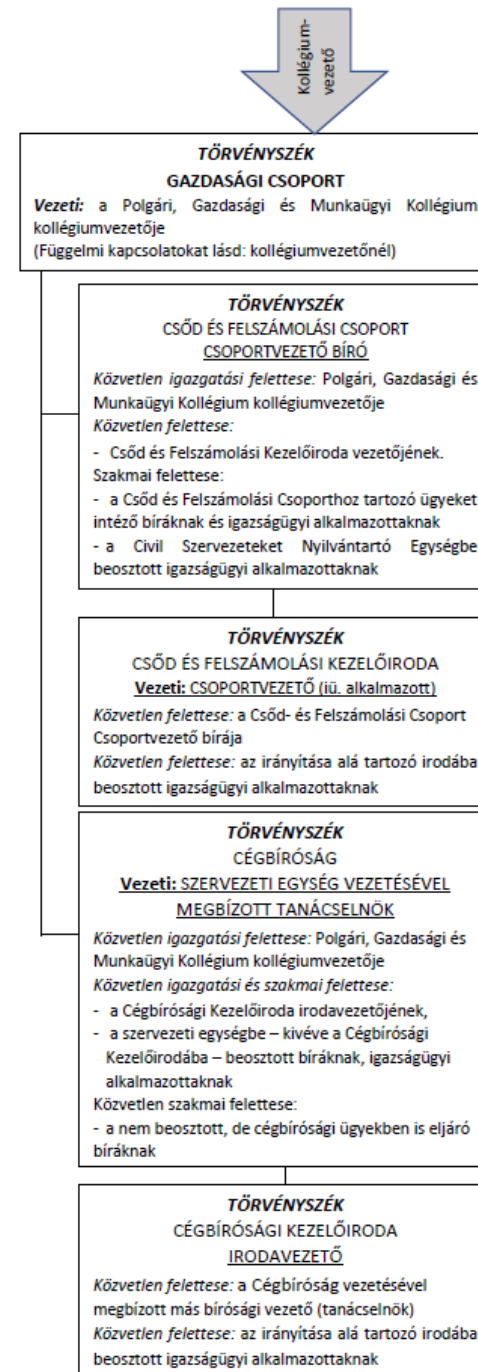 Kollégium-
vezető
TÖRVÉNYSZÉK
GAZDASÁGI CSOPORT
Vezeti: a Polgári, Gazdasági és Munkaügyi Kollégium
kollégiumvezetője
(Függelmi kapcsolatokat lásd: kollégiumvezetőnél)
TÖRVÉNYSZÉK
CSŐD ÉS FELSZÁMOLÁSI CSOPORT
CSOPORTVEZETŐ BÍRÓ
Közvetlen igazgatási felettese: Polgári, Gazdasági és
Munkaügyi Kollégium kollégiumvezetője
Közvetlen felettese:
- Csőd és Felszámolási Kezelőiroda vezetőjének.
Szakmai felettese:
- a Csőd és Felszámolási Csoporthoz tartozó ügyeket
intéző bíráknak és igazságügyi alkalmazottaknak
- a Civil Szervezeteket Nyilvántartó Egységbe
beosztott igazságügyi alkalmazottaknak
TÖRVÉNYSZÉK
CSŐD ÉS FELSZÁMOLÁSI KEZELŐIRODA
Vezeti: CSOPORTVEZETŐ (iü. alkalmazott)
Közvetlen felettese: a Csőd- és Felszámolási Csoport
Csoportvezető bírája
Közvetlen felettese: az irányítása alá tartozó irodába
beosztott igazságügyi alkalmazottaknak
TÖRVÉNYSZÉK
CÉGBÍRÓSÁG
Vezeti: SZERVEZETI EGYSÉG VEZETÉSÉVEL
MEGBÍZOTT TANÁCSELNÖK
Közvetlen igazgatási felettese: Polgári, Gazdasági és
Munkaügyi Kollégium kollégiumvezetője
Közvetlen igazgatási és szakmai felettese:
- a Cégbírósági Kezelőiroda irodavezetőjének,
- a szervezeti egységbe – kivéve a Cégbírósági
Kezelőirodába – beosztott bíráknak, igazságügyi
alkalmazottaknak
Közvetlen szakmai felettese:
- a nem beosztott, de cégbírósági ügyekben is eljáró
bíráknak
TÖRVÉNYSZÉK
CÉGBÍRÓSÁGI KEZELŐIRODA
IRODAVEZETŐ
Közvetlen felettese: a Cégbíróság vezetésével
megbízott más bírósági vezető (tanácselnök)
Közvetlen felettese: az irányítása alá tartozó irodába
beosztott igazságügyi alkalmazottaknak